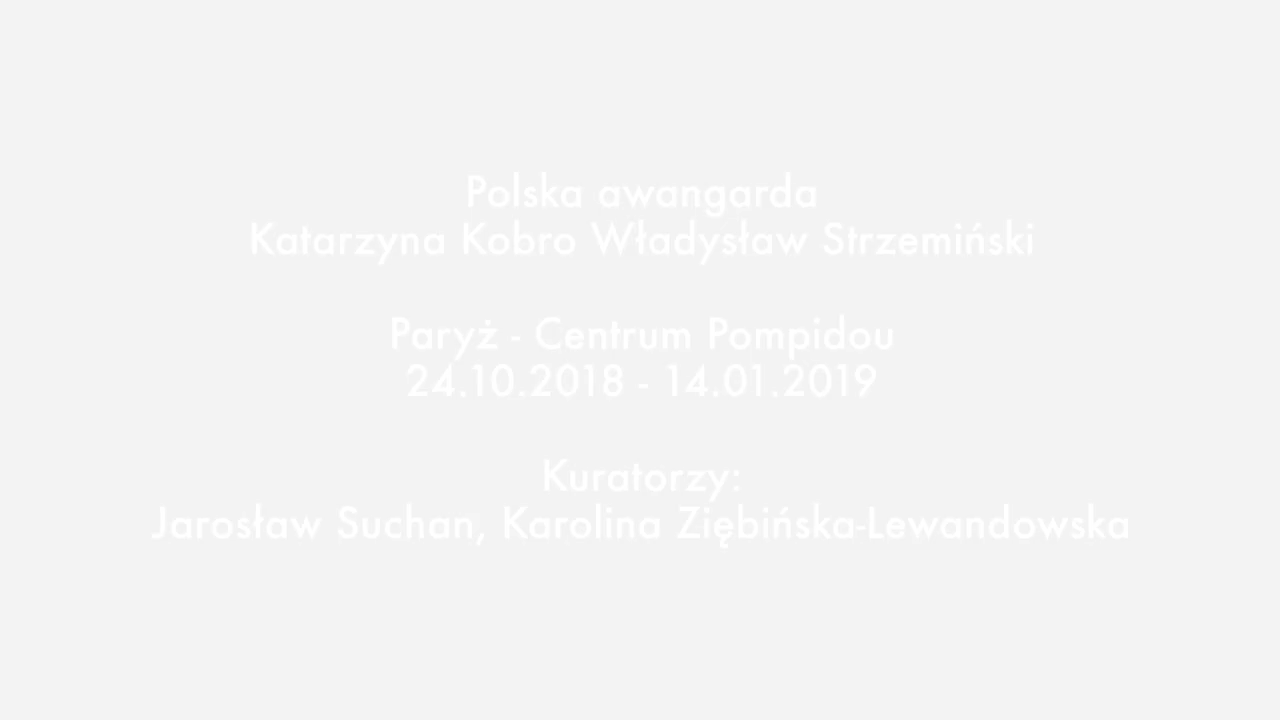 Polska awangarda
Katarzyna Kobro Władysław Strzemiński
Paryż - Centrum Pompidou
24.10.2018 - 14.01.2019
Kuratorzy:
Jarosław Suchan, Karolina Ziębińska-Lewandowska